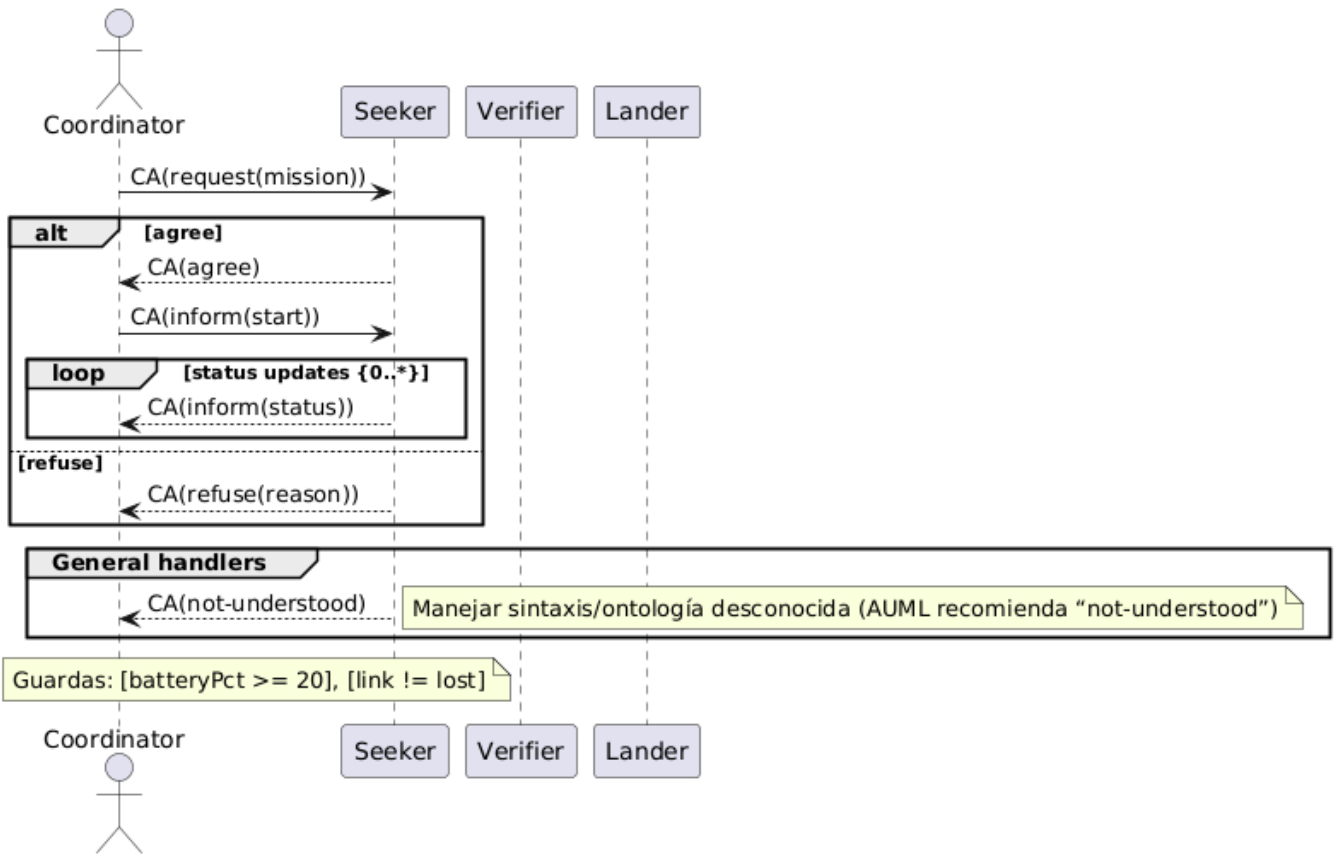 Coordinator
Seeker
Verifier
Lander
CA(request(mission))
alt
[agree]
CA(agree)
CA(inform(start))
loop
[status updates {0..*}]
CA(inform(status))
[refuse]
CA(refuse(reason))
General handlers
CA(not-understood)
Manejar sintaxis/ontología desconocida (AUML recomienda “not-understood”)
Guardas: [batteryPct >= 20], [link != lost]
Coordinator
Seeker
Verifier
Lander